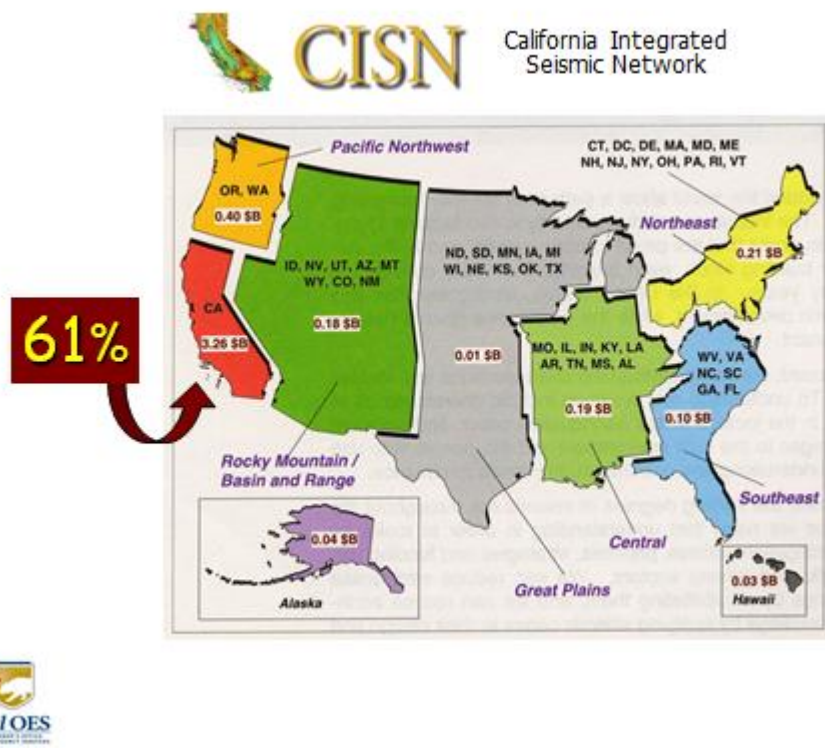 CISN
California Integrated
Seismic Network
Pacific Northwest
CT, DC, DE, MA, MD, ME
NH, NJ, NY, OH, PA, RI, VT
OR, WA
0.40 $B
Northeast
0.21 $B
ND, SD, MN, IA, MI
WI, NE, KS, OK, TX
ID, NV, UT, AZ, MT
WY, CO, NM
CA
0.18 $B
61%
3.26 $B
0.01 $B
MO, IL, IN, KY, LA
AR, TN, MS, AL
WV, VA
NC, SC
GA, FL
0.19 $B
0.10 $B
Rocky Mountain /
Basin and Range
Southeast
0.04 $B
Central
Alaska
Great Plains
0.03 $B
Hawaii
OES